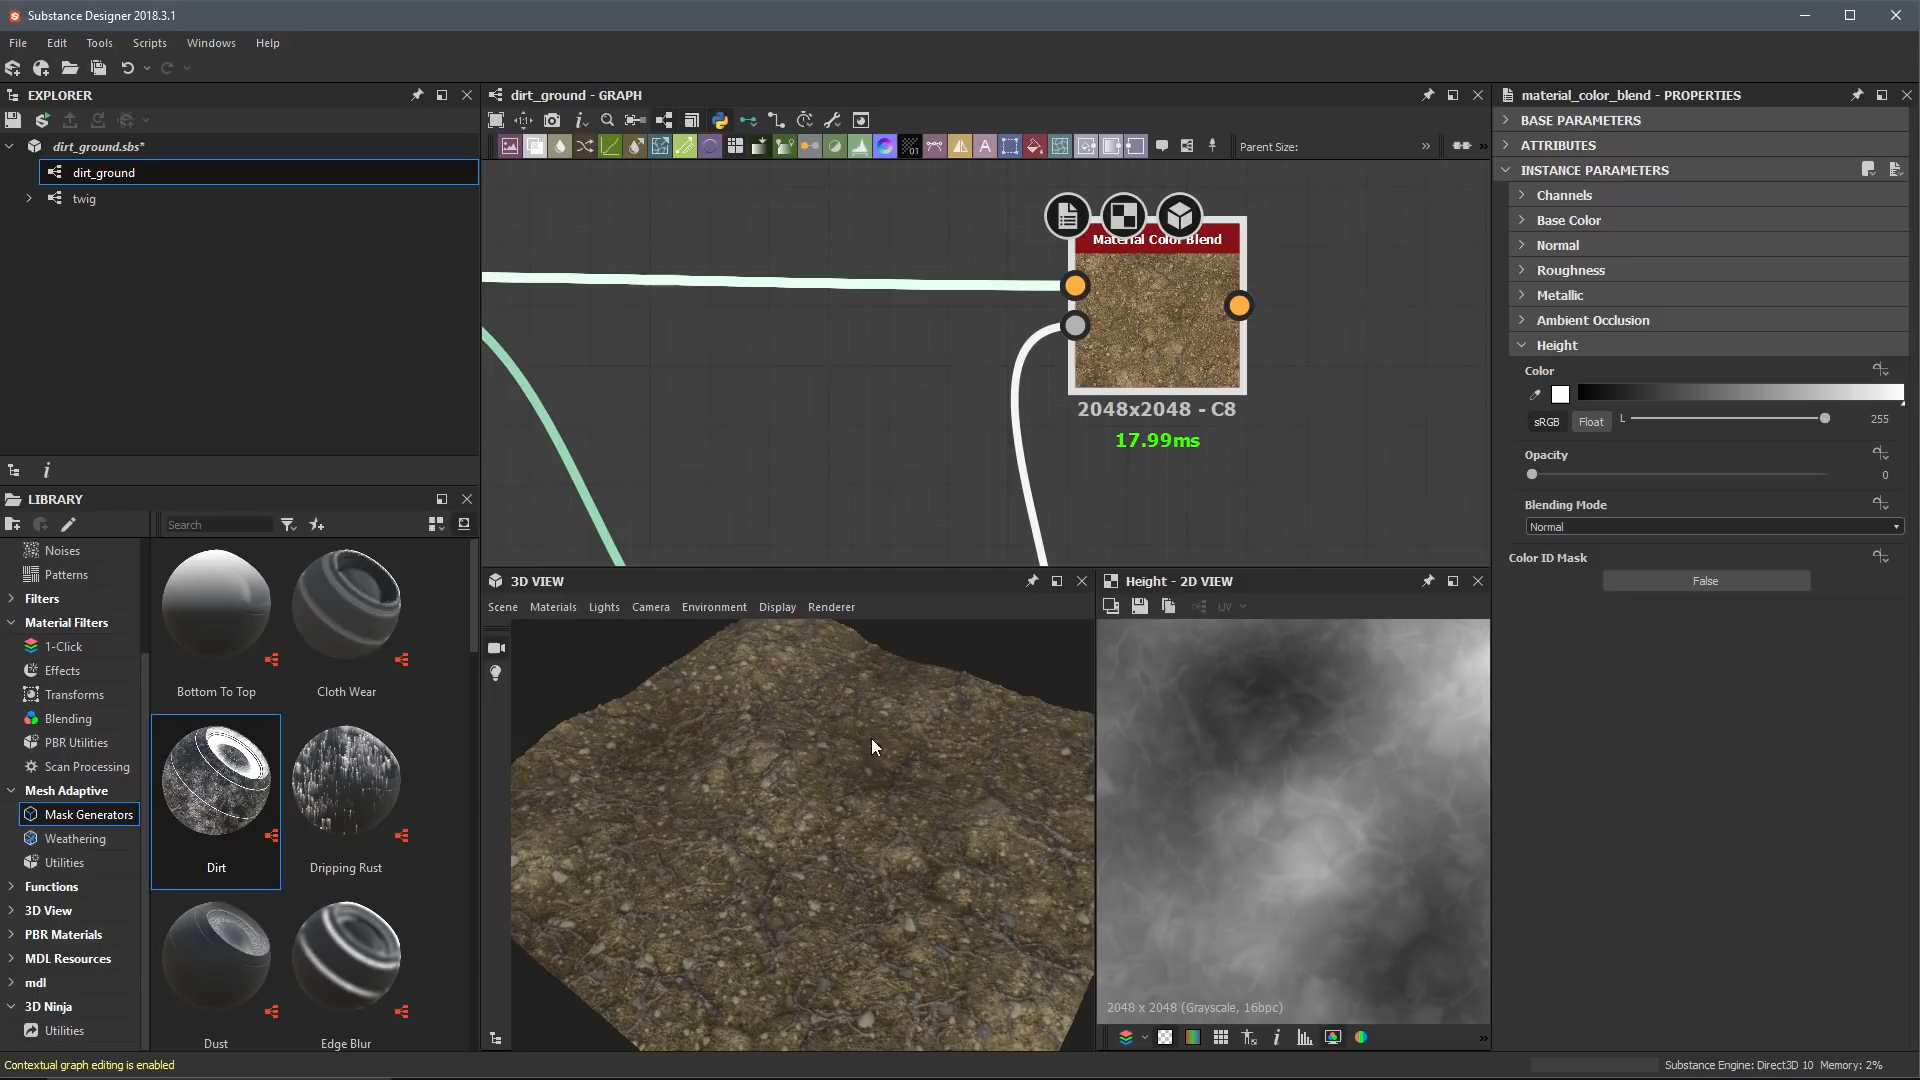 Substance Designer 2018.3.1
File Edit Tools Scripts Windows Help
EXPLORER
dirt_ground.sbs*
dirt_ground
twig
LIBRARY
Search
Noises
Patterns
Filters
Material Filters
1-Click
Effects
Transforms
Blending
PBR Utilities
Scan Processing
Mesh Adaptive
Mask Generators
Weathering
Utilities
Functions
3D View
PBR Materials
MDL Resources
mdl
3D Ninja
Utilities
Bottom To Top
Cloth Wear
Dirt
Dripping Rust
Dust
Edge Blur
dirt_ground - GRAPH
Parent Size:
Material Color Blend
2048x2048 - C8
17.99ms
3D VIEW
Scene Materials Lights Camera Environment Display Renderer
Height - 2D VIEW
UV
2048 x 2048 (Grayscale, 16bpc)
material_color_blend - PROPERTIES
BASE PARAMETERS
ATTRIBUTES
INSTANCE PARAMETERS
Channels
Base Color
Normal
Roughness
Metallic
Ambient Occlusion
Height
Color
sRGB Float L 255
Opacity
0
Blending Mode
Normal
Color ID Mask
False
Contextual graph editing is enabled
Substance Engine: Direct3D 10 Memory: 2%